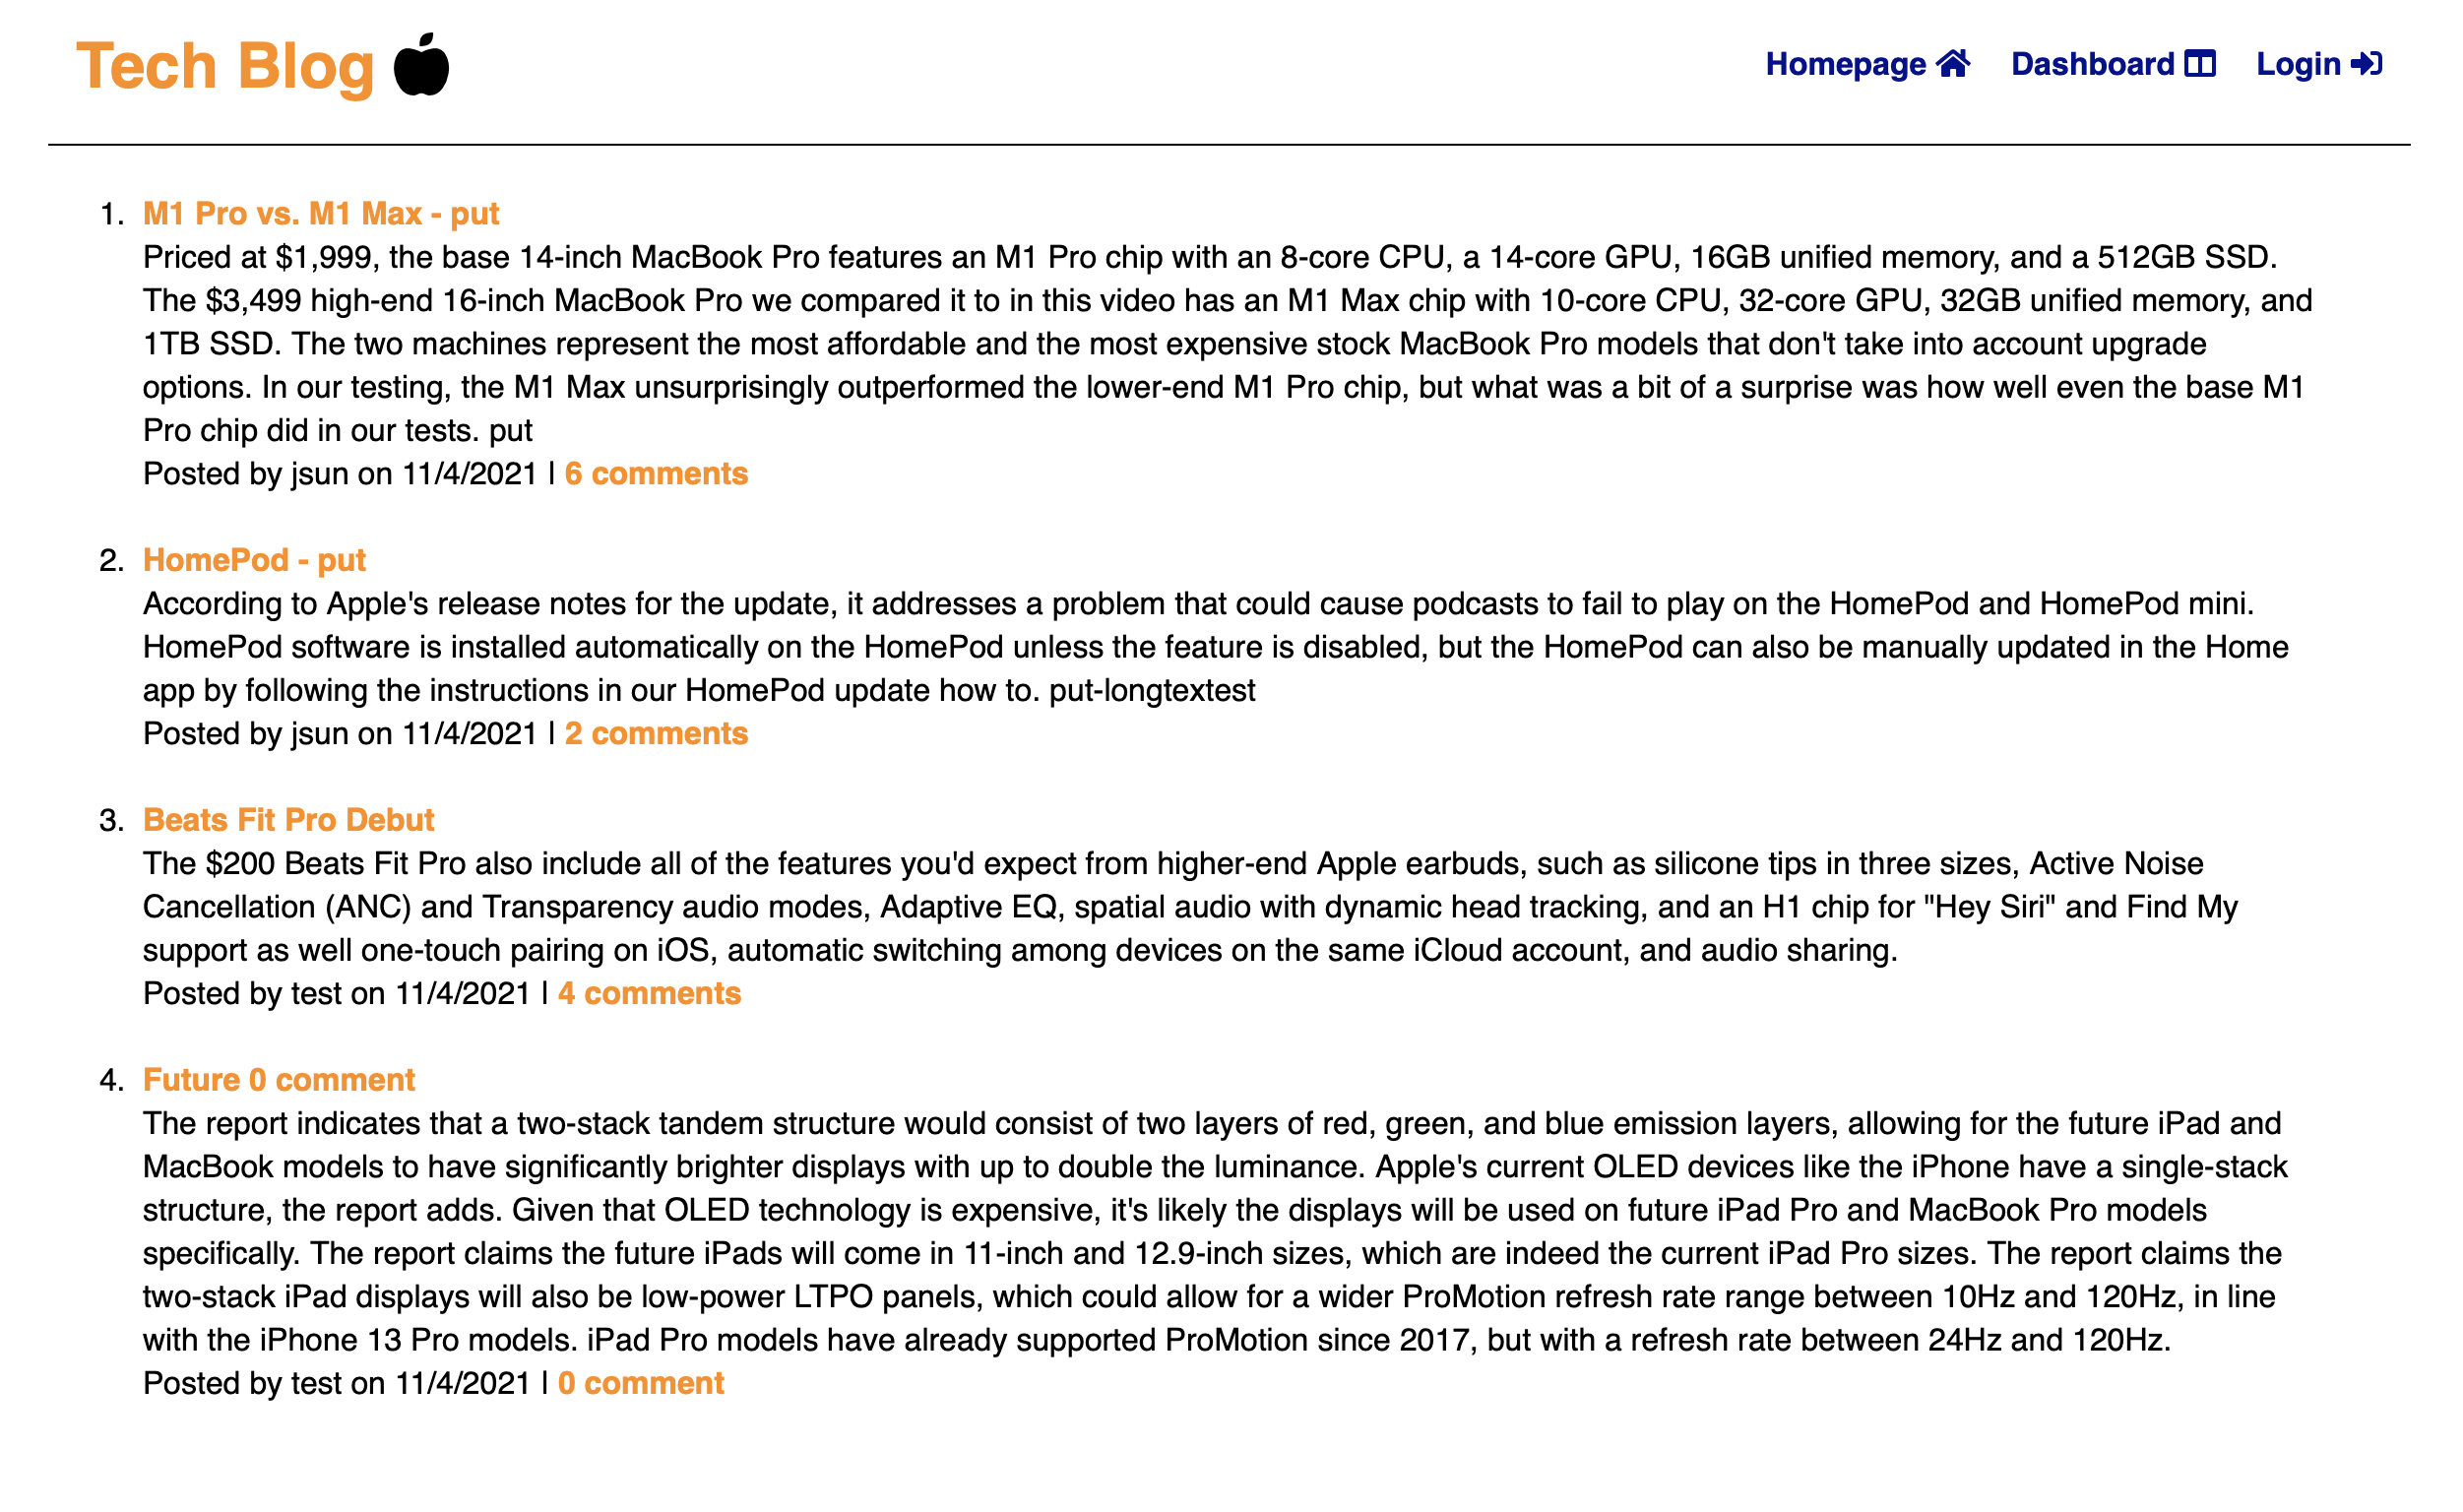 Tech Blog
Homepage Dashboard Login
1. M1 Pro vs. M1 Max - put
Priced at $1,999, the base 14-inch MacBook Pro features an M1 Pro chip with an 8-core CPU, a 14-core GPU, 16GB unified memory, and a 512GB SSD.
The $3,499 high-end 16-inch MacBook Pro we compared it to in this video has an M1 Max chip with 10-core CPU, 32-core GPU, 32GB unified memory, and
1TB SSD. The two machines represent the most affordable and the most expensive stock MacBook Pro models that don't take into account upgrade
options. In our testing, the M1 Max unsurprisingly outperformed the lower-end M1 Pro chip, but what was a bit of a surprise was how well even the base M1
Pro chip did in our tests. put
Posted by jsun on 11/4/2021 | 6 comments
2. HomePod - put
According to Apple's release notes for the update, it addresses a problem that could cause podcasts to fail to play on the HomePod and HomePod mini.
HomePod software is installed automatically on the HomePod unless the feature is disabled, but the HomePod can also be manually updated in the Home
app by following the instructions in our HomePod update how to. put-longtextest
Posted by jsun on 11/4/2021 | 2 comments
3. Beats Fit Pro Debut
The $200 Beats Fit Pro also include all of the features you'd expect from higher-end Apple earbuds, such as silicone tips in three sizes, Active Noise
Cancellation (ANC) and Transparency audio modes, Adaptive EQ, spatial audio with dynamic head tracking, and an H1 chip for "Hey Siri" and Find My
support as well one-touch pairing on iOS, automatic switching among devices on the same iCloud account, and audio sharing.
Posted by test on 11/4/2021 | 4 comments
4. Future 0 comment
The report indicates that a two-stack tandem structure would consist of two layers of red, green, and blue emission layers, allowing for the future iPad and
MacBook models to have significantly brighter displays with up to double the luminance. Apple's current OLED devices like the iPhone have a single-stack
structure, the report adds. Given that OLED technology is expensive, it's likely the displays will be used on future iPad Pro and MacBook Pro models
specifically. The report claims the future iPads will come in 11-inch and 12.9-inch sizes, which are indeed the current iPad Pro sizes. The report claims the
two-stack iPad displays will also be low-power LTPO panels, which could allow for a wider ProMotion refresh rate range between 10Hz and 120Hz, in line
with the iPhone 13 Pro models. iPad Pro models have already supported ProMotion since 2017, but with a refresh rate between 24Hz and 120Hz.
Posted by test on 11/4/2021 | 0 comment